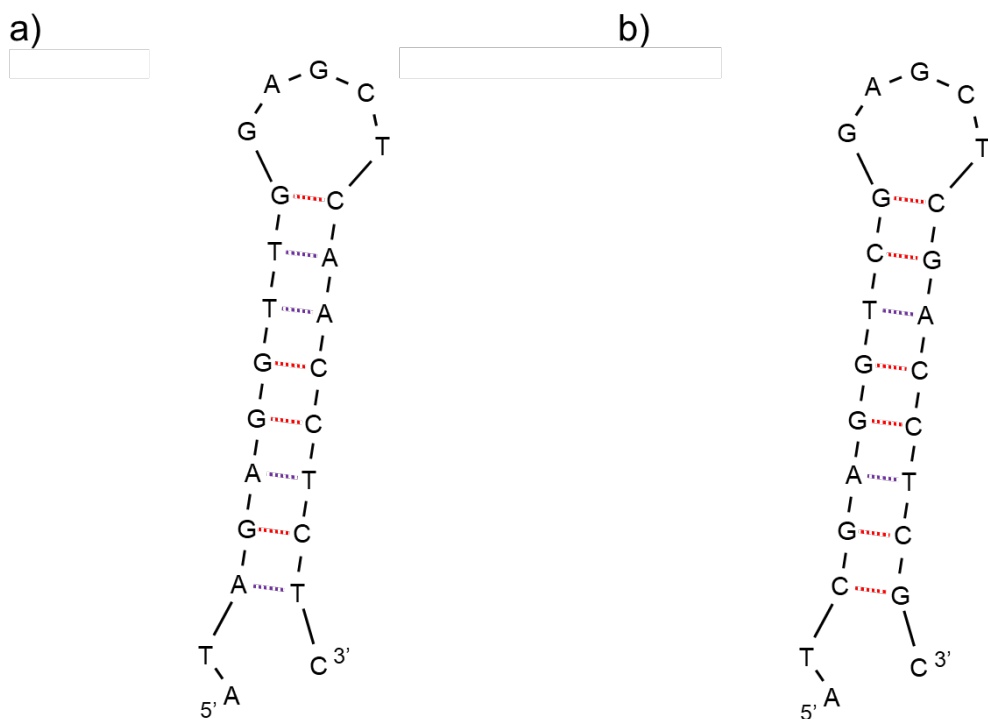 a) b)
A G C A G C
G T G T
G C G C
T A C G
T A T A
G C G C
G C G C
A T A T
G C G C
A T C G
T C 3’ T C 3’
5’ A 5’ A